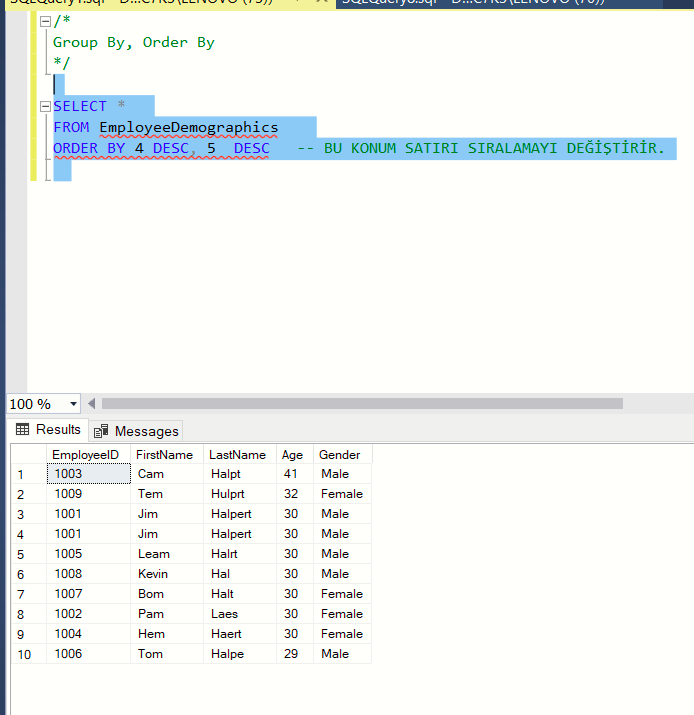 /*
Group By, Order By
*/
SELECT *
FROM EmployeeDemographics
ORDER BY 4 DESC, 5 DESC -- BU KONUM SATIRI SIRALAMAYI DEĞİŞTİRİR.
100 %
Results Messages
EmployeeID FirstName LastName Age Gender
1 1003 Cam Halpt 41 Male
2 1009 Tem Hulprt 32 Female
3 1001 Jim Halpert 30 Male
4 1001 Jim Halpert 30 Male
5 1005 Leam Halrt 30 Male
6 1008 Kevin Hal 30 Male
7 1007 Bom Halt 30 Female
8 1002 Pam Laes 30 Female
9 1004 Hem Haert 30 Female
10 1006 Tom Halpe 29 Male